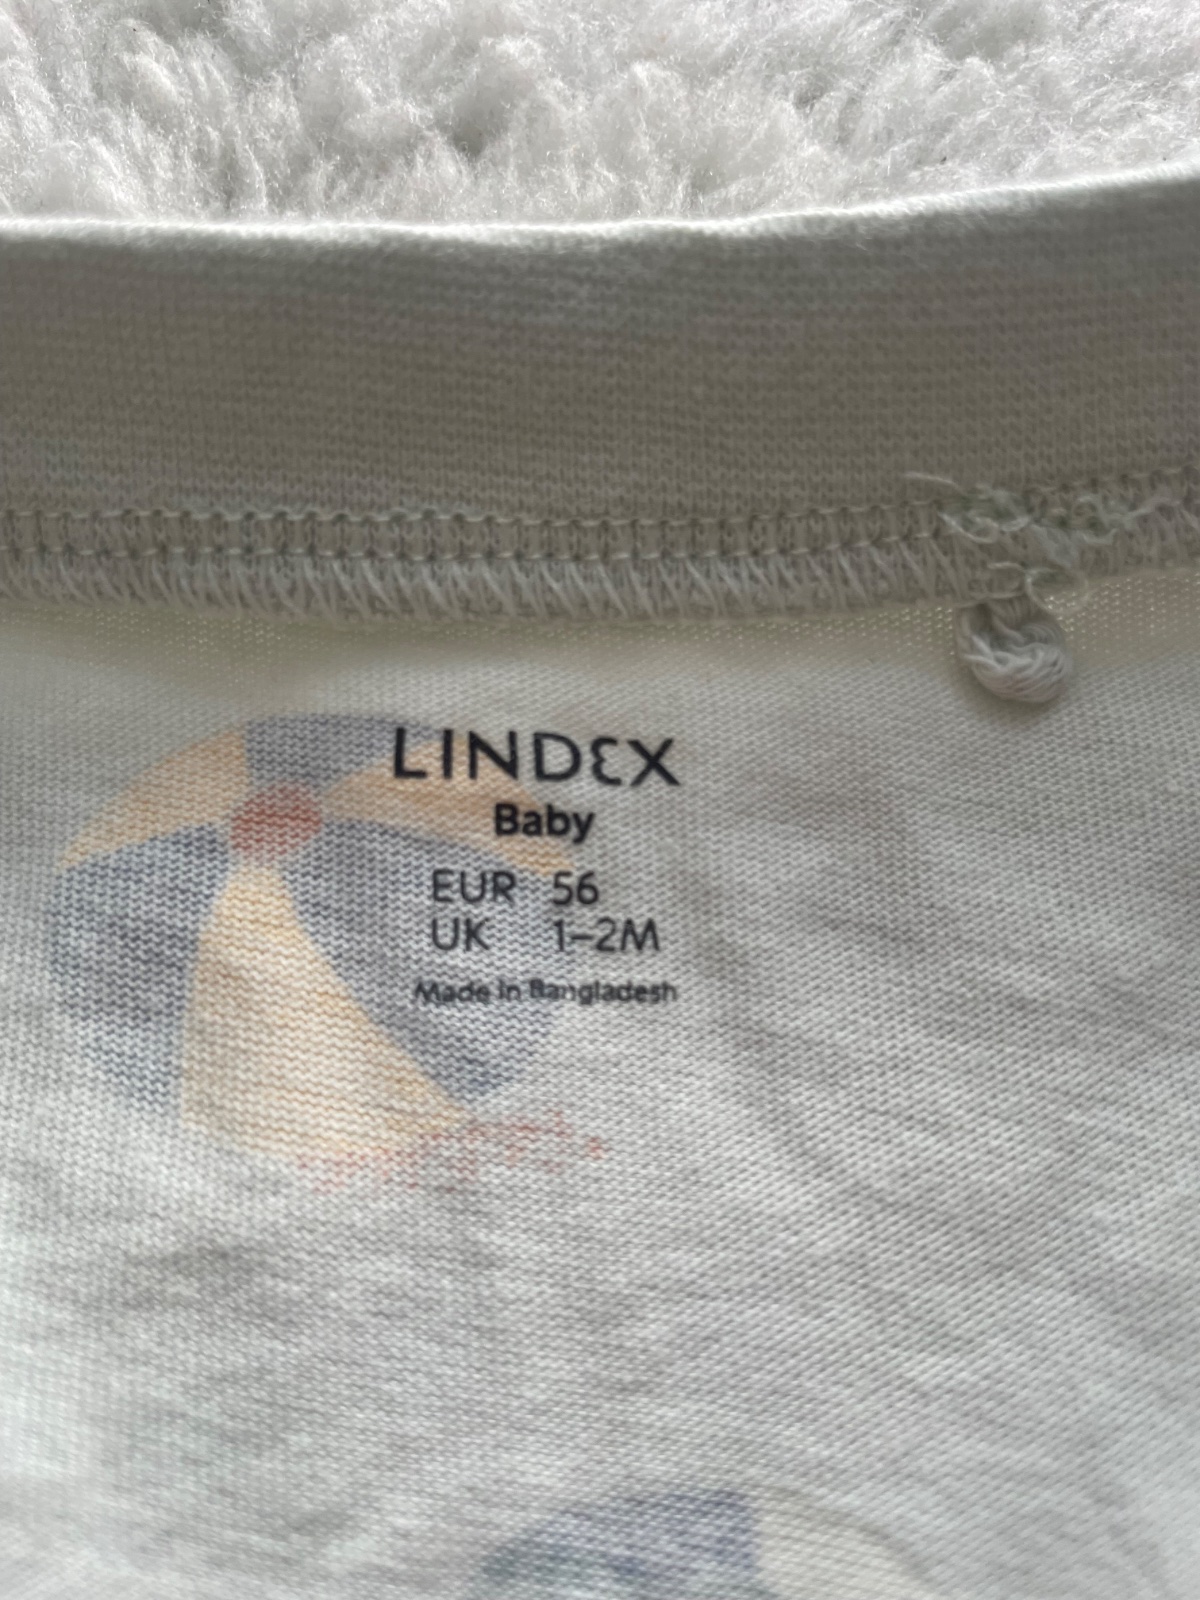 LINDEX
Baby
EUR 56
UK 1–2M
Made in Bangladesh